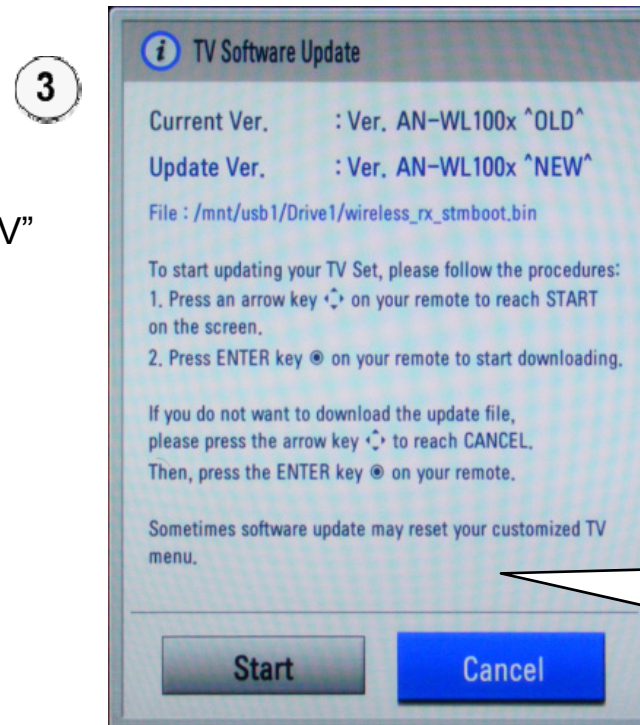 3
V”
TV Software Update
Current Ver. : Ver. AN-WL100x ^OLD^
Update Ver. : Ver. AN-WL100x ^NEW^
File : /mnt/usb1/Drive1/wireless_rx_stmboot.bin
To start updating your TV Set, please follow the procedures:
1. Press an arrow key on your remote to reach START
on the screen.
2. Press ENTER key ◉ on your remote to start downloading.
If you do not want to download the update file,
please press the arrow key to reach CANCEL.
Then, press the ENTER key ◉ on your remote.
Sometimes software update may reset your customized TV
menu.
Start Cancel